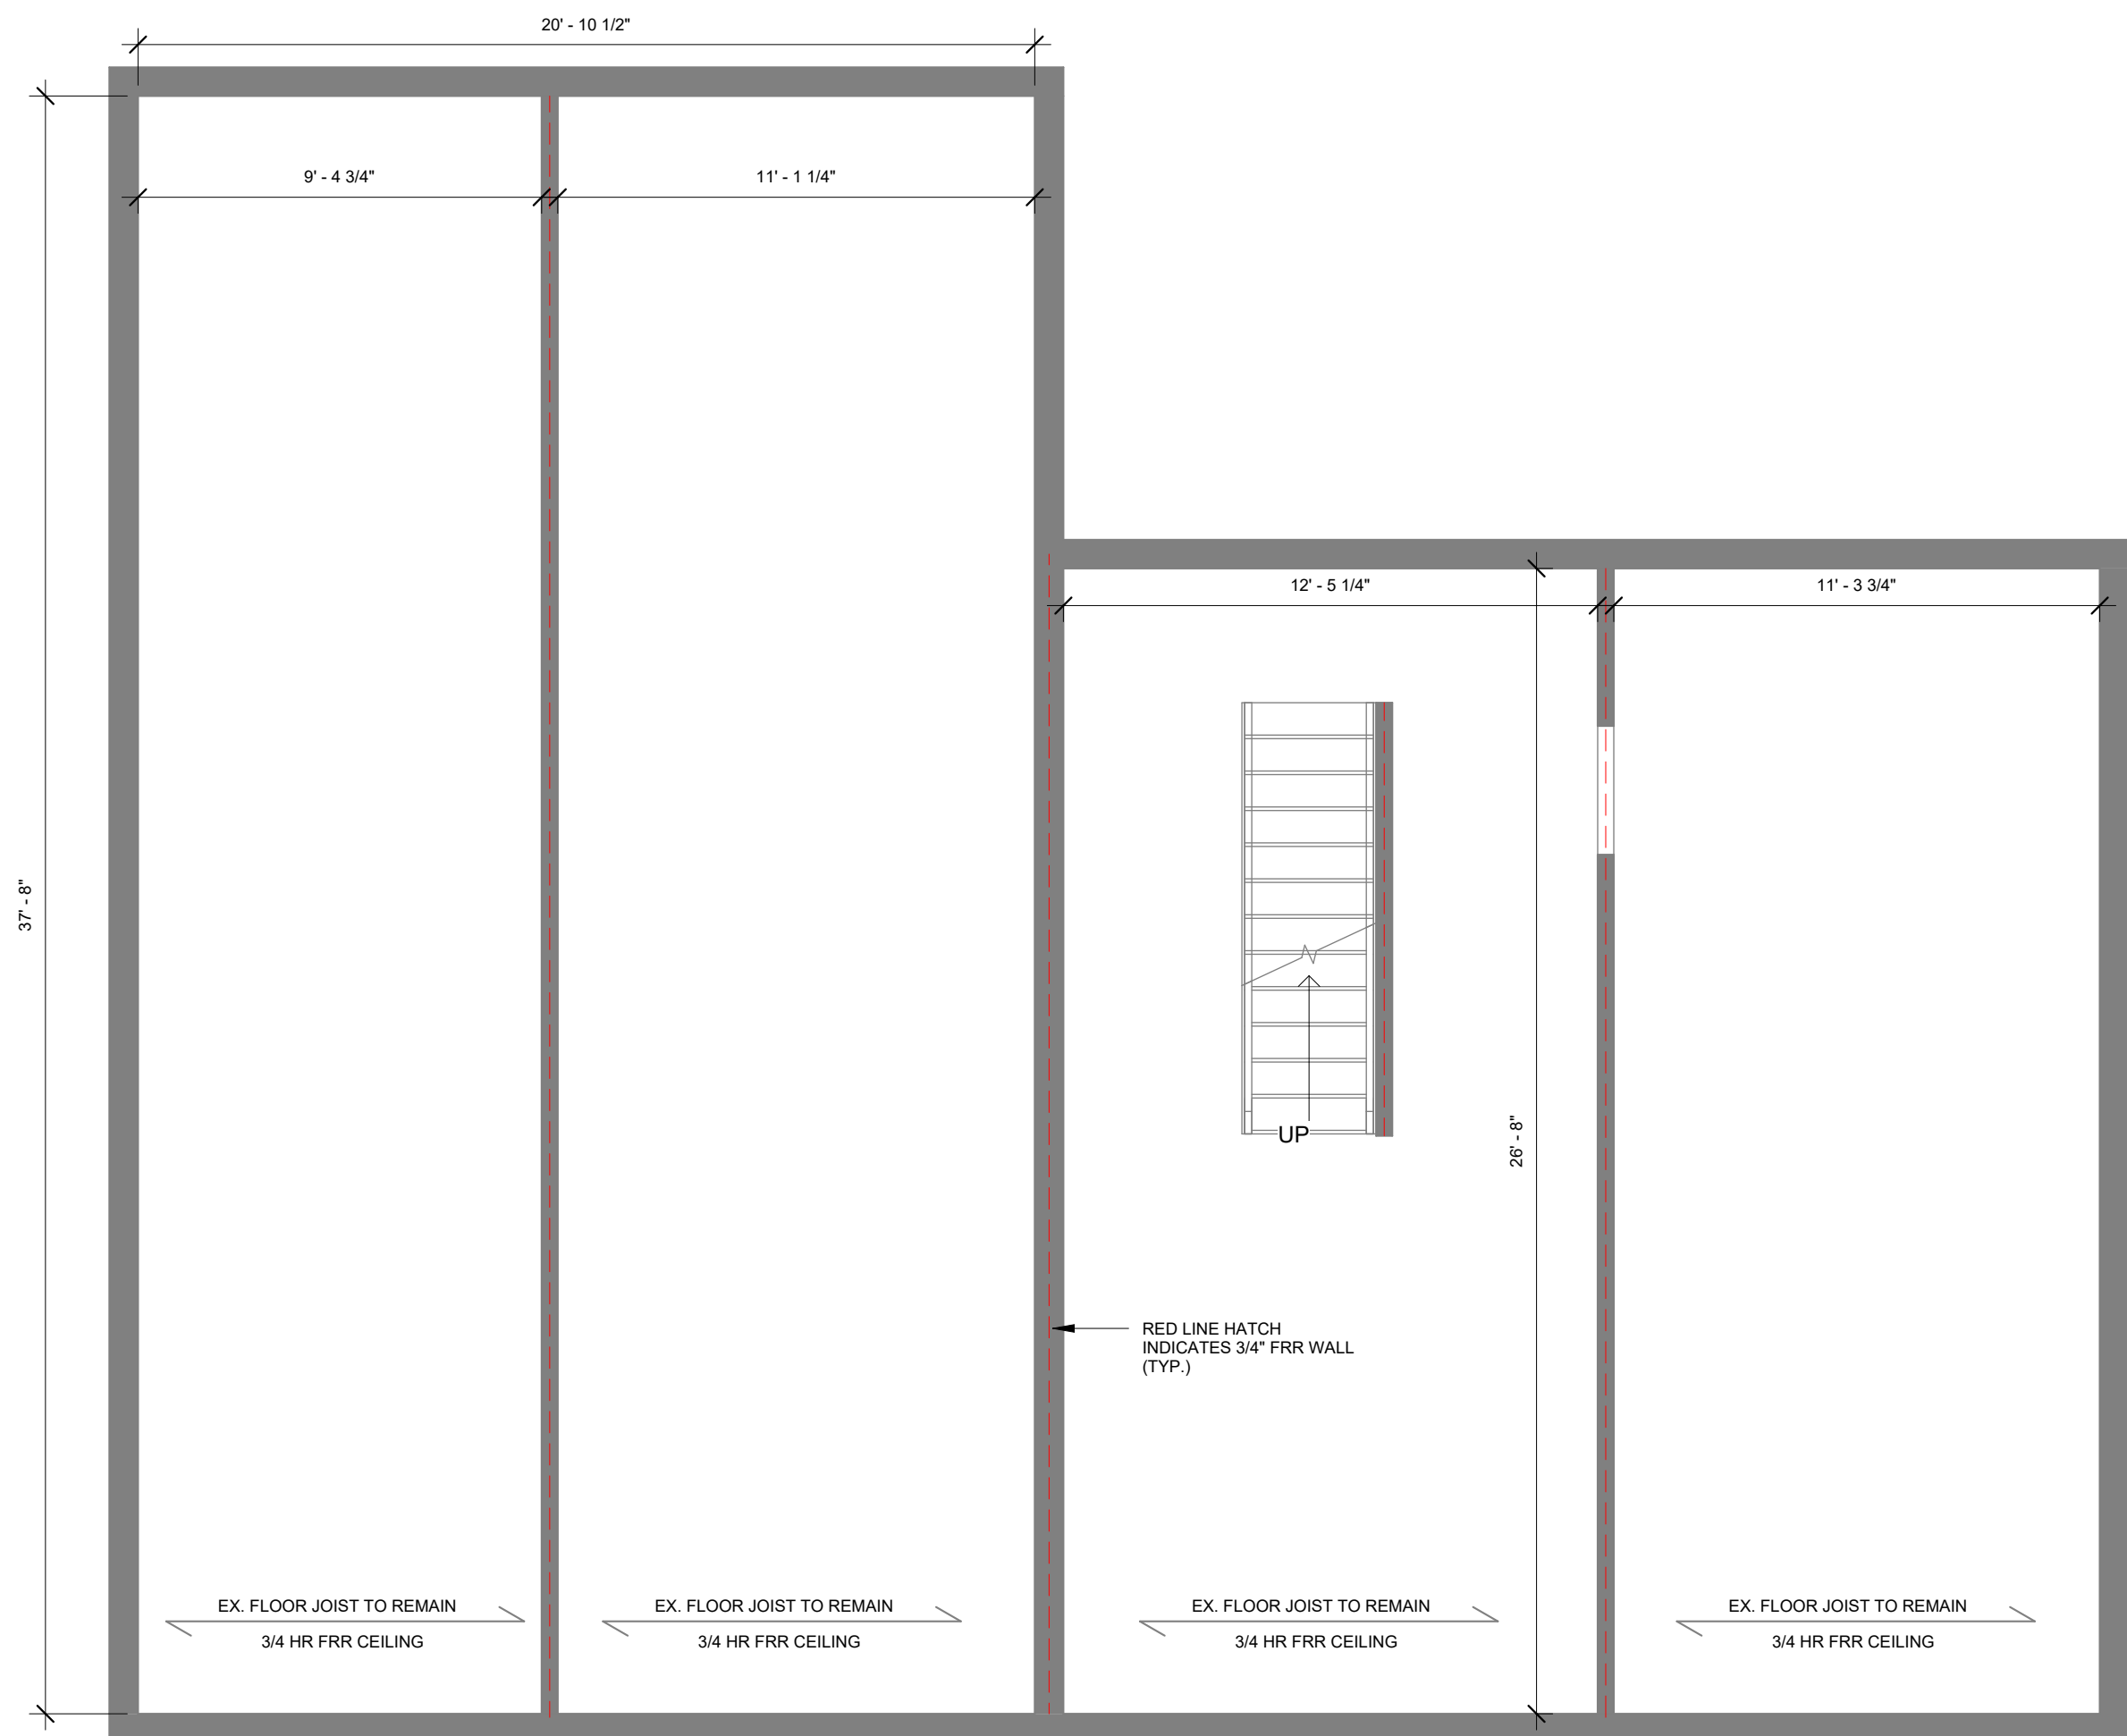 20' - 10 1/2"
9' - 4 3/4"
11' - 1 1/4"
12' - 5 1/4"
11' - 3 3/4"
37' - 8"
26' - 8"
UP
RED LINE HATCH
INDICATES 3/4" FRR WALL
(TYP.)
EX. FLOOR JOIST TO REMAIN
3/4 HR FRR CEILING
EX. FLOOR JOIST TO REMAIN
3/4 HR FRR CEILING
EX. FLOOR JOIST TO REMAIN
3/4 HR FRR CEILING
EX. FLOOR JOIST TO REMAIN
3/4 HR FRR CEILING